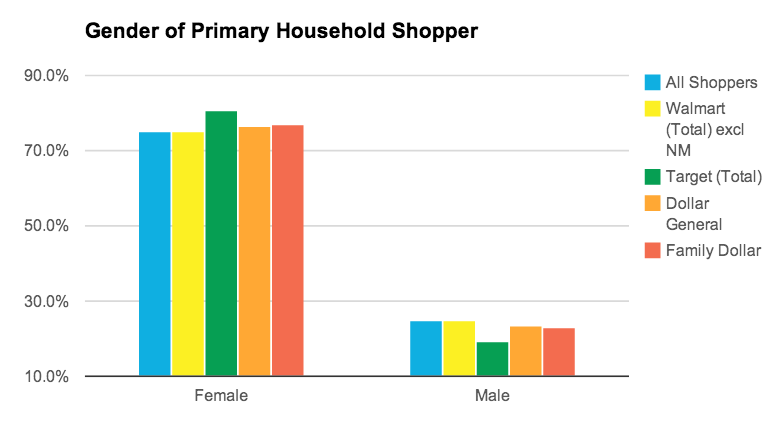 Gender of Primary Household Shopper
90.0%
70.0%
50.0%
30.0%
10.0%
Female
Male
All Shoppers
Walmart
(Total) excl
NM
Target (Total)
Dollar
General
Family Dollar